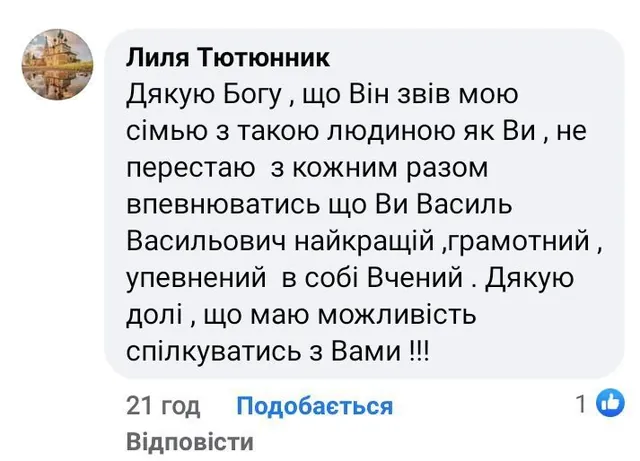 Лиля Тютюнник
Дякую Богу , що Він звів мою
сімью з такою людиною як Ви , не
перестаю  з кожним разом
впевнюватись що Ви Василь
Васильович найкращій ,грамотний ,
упевнений  в собі Вчений . Дякую
долі , що маю можливість
спілкуватись з Вами !!!
21 год Подобається 1
Відповісти